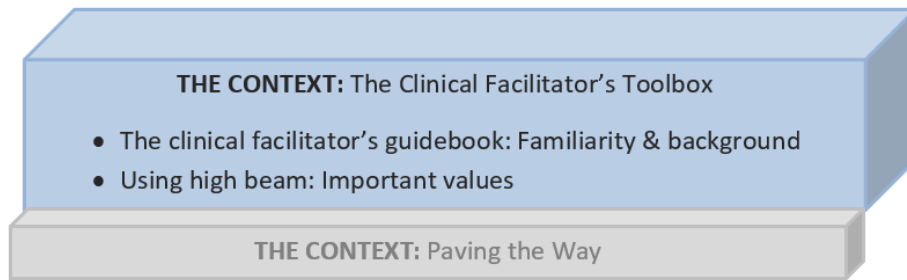 THE CONTEXT: The Clinical Facilitator’s Toolbox
• The clinical facilitator’s guidebook: Familiarity & background
• Using high beam: Important values
THE CONTEXT: Paving the Way